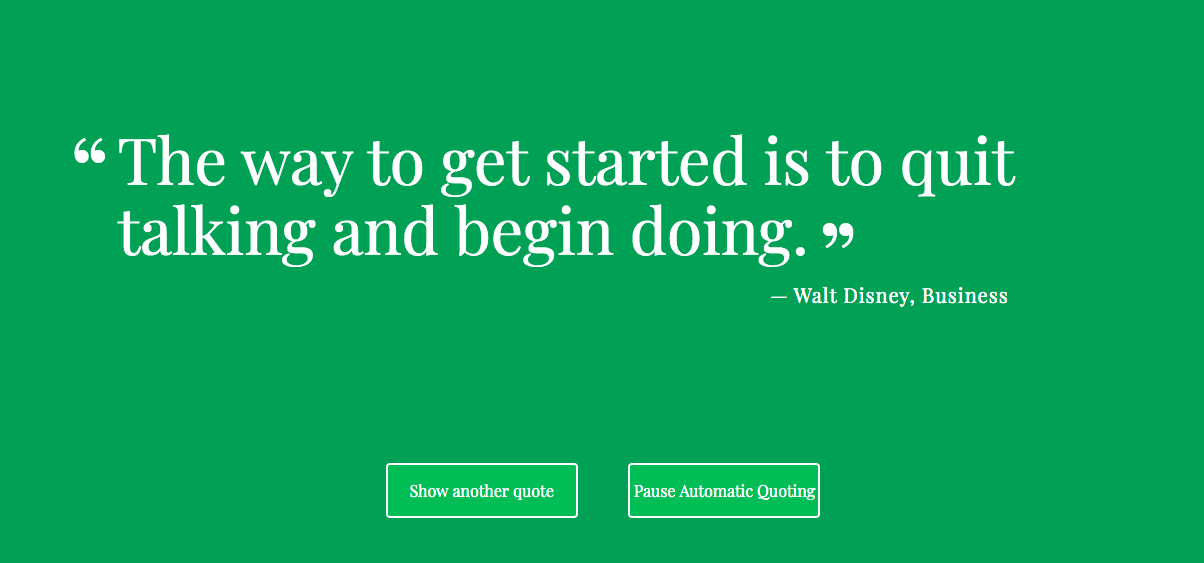 “ The way to get started is to quit
talking and begin doing. ”
— Walt Disney, Business
Show another quote
Pause Automatic Quoting